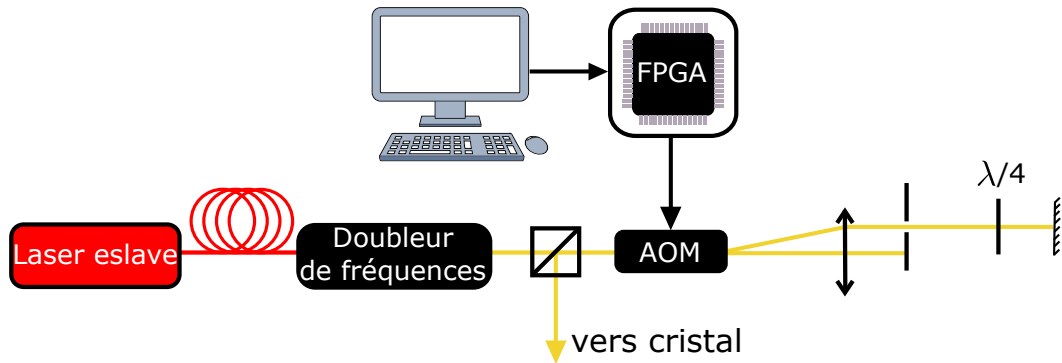 FPGA
λ/4
Laser eslave
Doubleur
de fréquences
AOM
vers cristal